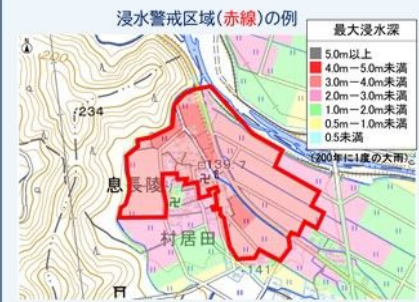 浸水警戒区域(赤線)の例
最大浸水深
5.0m以上
4.0m-5.0m未満
3.0m-4.0m未満
2.0m-3.0m未満
1.0m-2.0m未満
0.5m-1.0m未満
0.5未満
(200年に1度の大雨)
200
234
139.7
息長陵
村居田
141